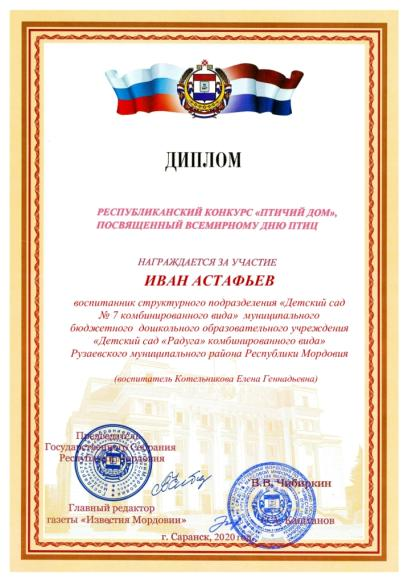 ДИПЛОМ
РЕСПУБЛИКАНСКИЙ КОНКУРС «ПТИЧИЙ ДОМ»,
ПОСВЯЩЕННЫЙ ВСЕМИРНОМУ ДНЮ ПТИЦ
НАГРАЖДАЕТСЯ ЗА УЧАСТИЕ
ИВАН АСТАФЬЕВ
воспитанник структурного подразделения «Детский сад
№ 7 комбинированного вида» муниципального
бюджетного дошкольного образовательного учреждения
«Детский сад «Радуга» комбинированного вида»
Рузаевского муниципального района Республики Мордовия
(воспитатель Котельникова Елена Геннадьевна)
Председатель
Государственного Собрания
Республики Мордовия
В.В. Чибиркин
Главный редактор
газеты «Известия Мордовии»
г. Саранск, 2020 год